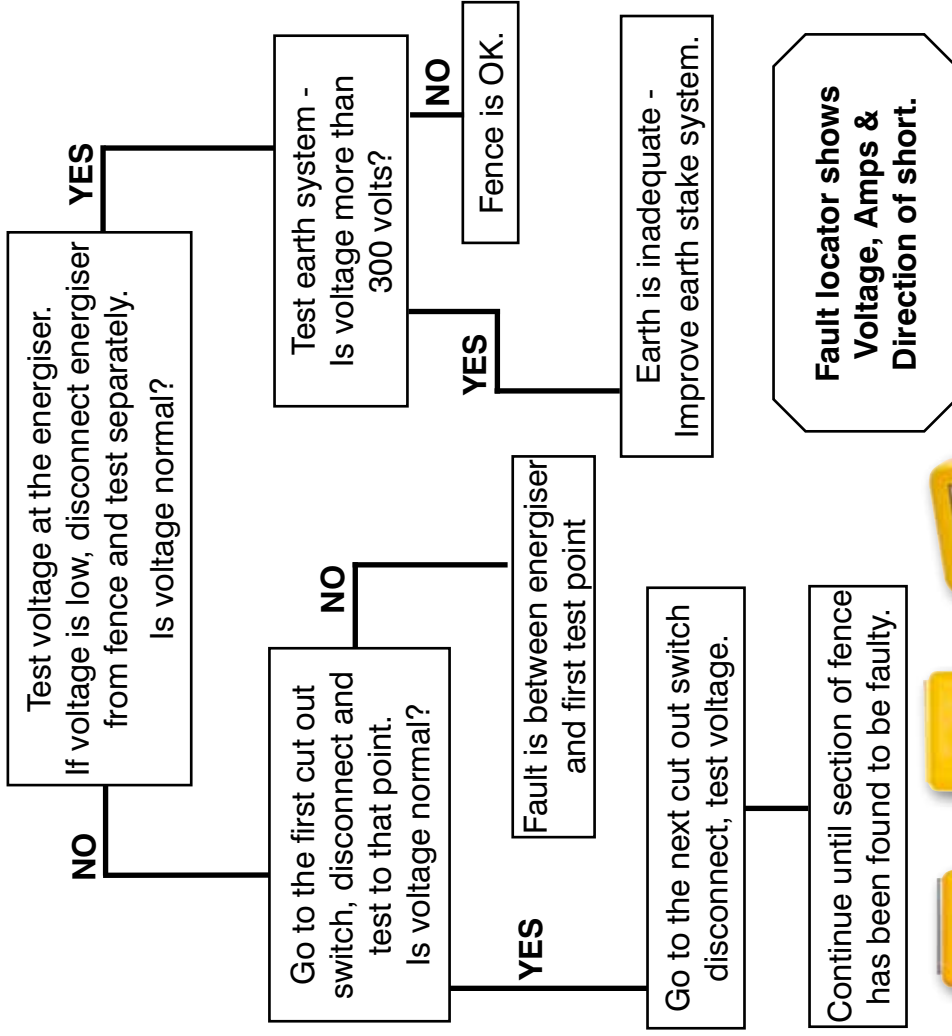 Test voltage at the energiser.
If voltage is low, disconnect energiser
from fence and test separately.
Is voltage normal?
NO
YES
Go to the first cut out
switch, disconnect and
test to that point.
Is voltage normal?
NO
Fault is between energiser
and first test point
YES
Go to the next cut out switch
disconnect, test voltage.
Continue until section of fence
has been found to be faulty.
Test earth system -
Is voltage more than
300 volts?
NO
Fence is OK.
YES
Earth is inadequate -
Improve earth stake system.
Fault locator shows
Voltage, Amps &
Direction of short.